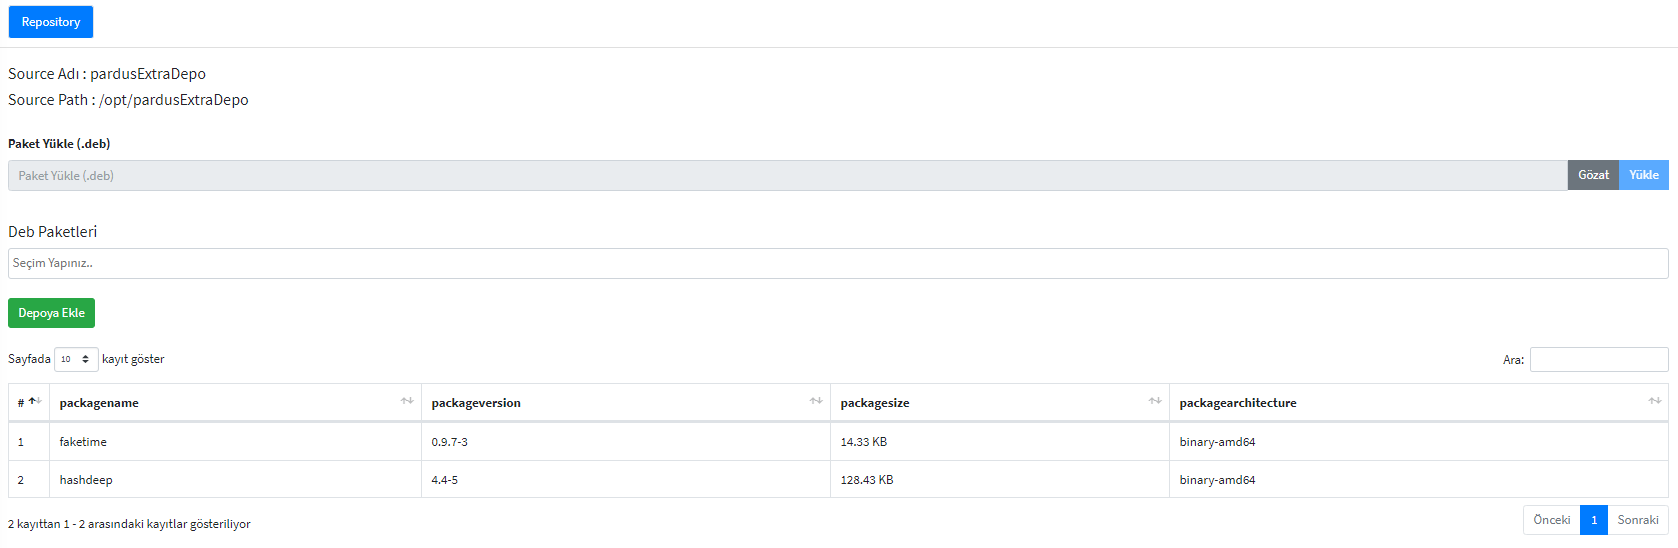 Repository
Source Adı : pardusExtraDepo
Source Path : /opt/pardusExtraDepo
Paket Yükle (.deb)
Paket Yükle (.deb) Gözat Yükle
Deb Paketleri
Seçim Yapınız..
Depoya Ekle
Sayfada 10 kayıt göster Ara:
# packagename packageversion packagesize packagearchitecture
1 faketime 0.9.7-3 14.33 KB binary-amd64
2 hashdeep 4.4-5 128.43 KB binary-amd64
2 kayıttan 1 - 2 arasındaki kayıtlar gösteriliyor Önceki 1 Sonraki